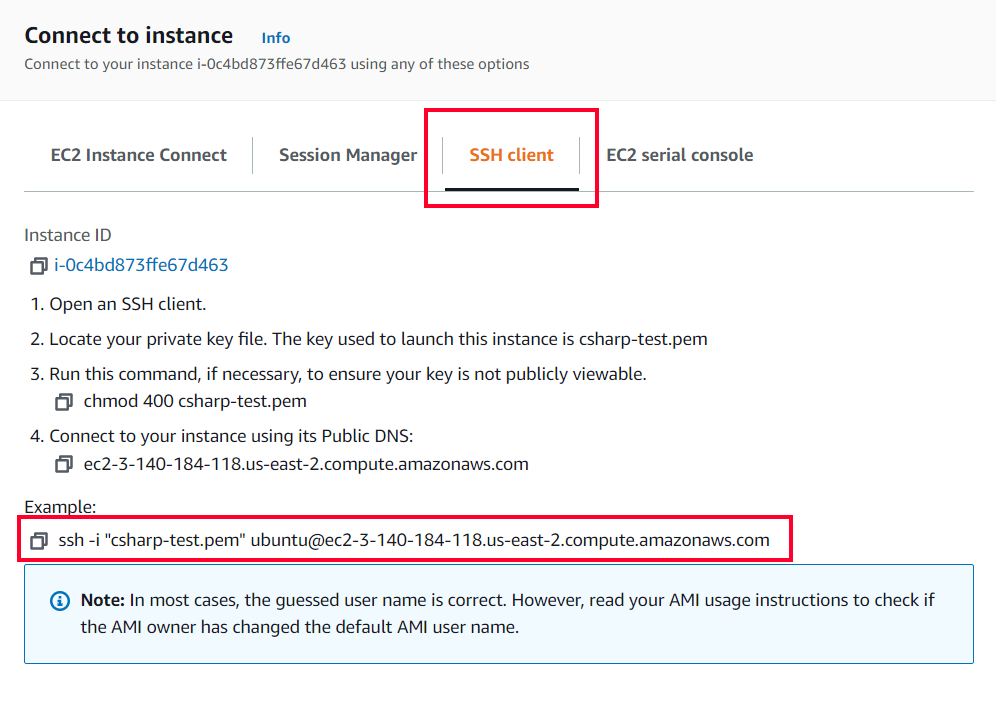 Connect to instance Info
Connect to your instance i-0c4bd873ffe67d463 using any of these options
EC2 Instance Connect Session Manager SSH client EC2 serial console
Instance ID
i-0c4bd873ffe67d463
1. Open an SSH client.
2. Locate your private key file. The key used to launch this instance is csharp-test.pem
3. Run this command, if necessary, to ensure your key is not publicly viewable.
chmod 400 csharp-test.pem
4. Connect to your instance using its Public DNS:
ec2-3-140-184-118.us-east-2.compute.amazonaws.com
Example:
ssh -i "csharp-test.pem" ubuntu@ec2-3-140-184-118.us-east-2.compute.amazonaws.com
Note: In most cases, the guessed user name is correct. However, read your AMI usage instructions to check if
the AMI owner has changed the default AMI user name.